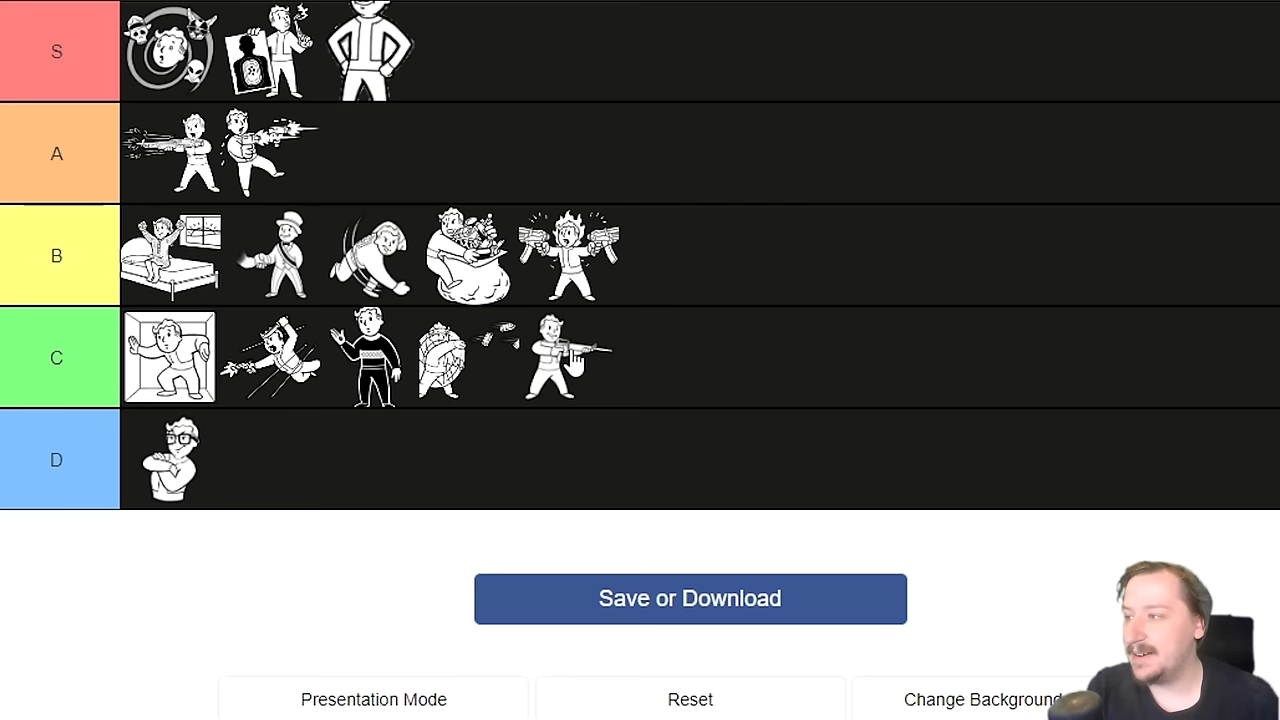 S
A
B
C
D
Save or Download
Presentation Mode
Reset
Change Background